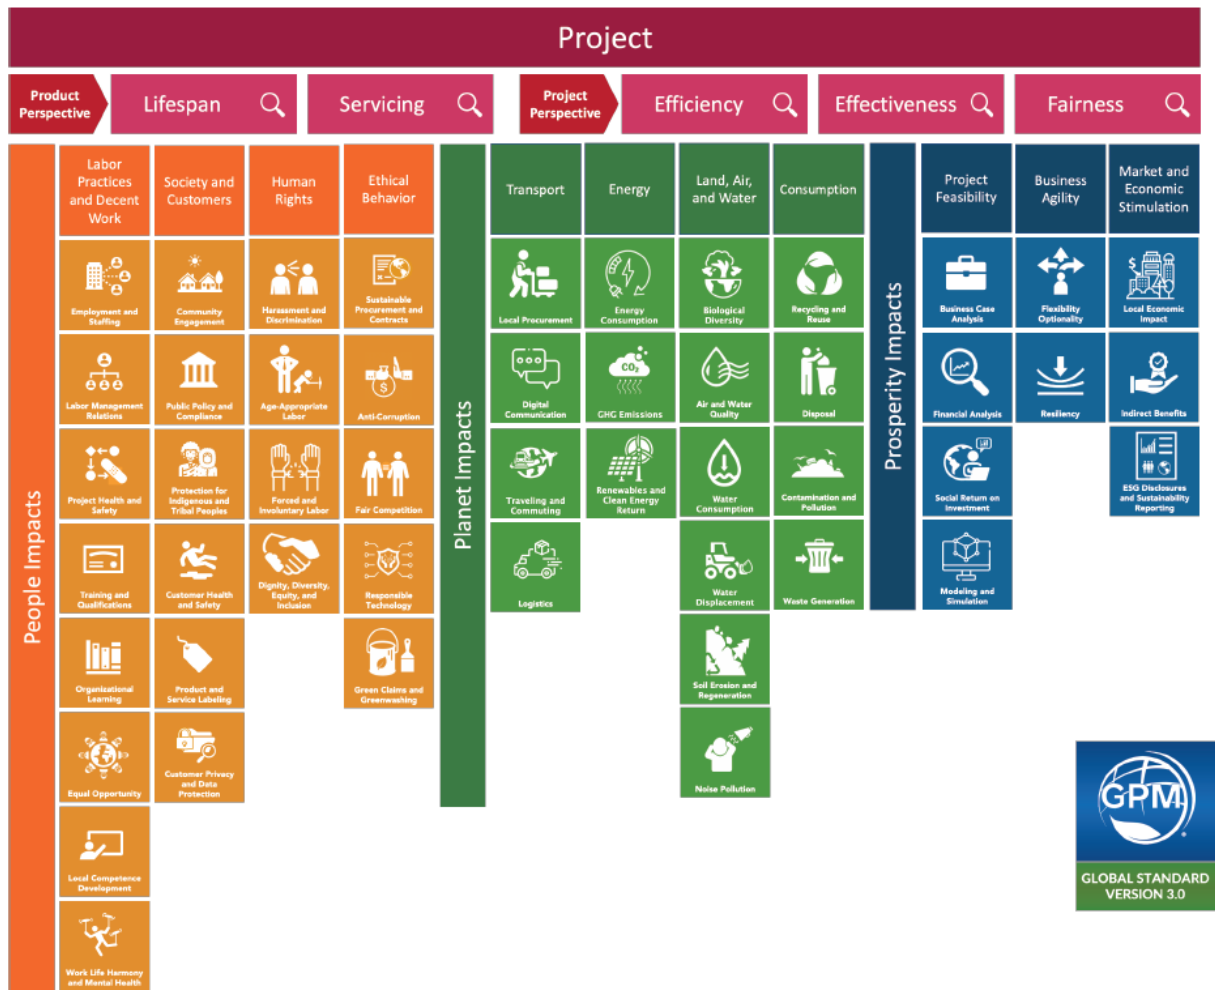 Project
Product
Perspective
Lifespan
Servicing
Project
Perspective
Efficiency
Effectiveness
Fairness
People Impacts
Labor
Practices
and Decent
Work
Employment
and Staffing
Labor Management
Relations
Project Health and
Safety
Training and
Qualifications
Organizational
Learning
Equal Opportunity
Local Competence
Development
Work Life Harmony
and Mental Health
Society and
Customers
Community
Engagement
Public Policy and
Compliance
Protection for
Indigenous and
Tribal Peoples
Customer Health
and Safety
Product and
Service Labeling
Customer Privacy
and Data
Protection
Human
Rights
Harassment and
Discrimination
Age-Appropriate
Labor
Forced and
Involuntary Labor
Dignity, Diversity,
Equity, and
Inclusion
Ethical
Behavior
Sustainable
Procurement and
Contracts
$
Anti-Corruption
Fair Competition
Responsible
Technology
Green Claims and
Greenwashing
Planet Impacts
Transport
Local Procurement
Digital
Communication
Traveling and
Commuting
Logistics
Energy
Energy
Consumption
CO₂
GHG Emissions
Renewables and
Clean Energy
Return
Land, Air,
and Water
Biological
Diversity
Air and Water
Quality
Water
Consumption
Water
Displacement
Soil Erosion and
Regeneration
Noise Pollution
Consumption
Recycling and
Reuse
Disposal
Contamination and
Pollution
Waste Generation
Prosperity Impacts
Project
Feasibility
Business Case
Analysis
Financial Analysis
Social Return on
Investment
Modeling and
Simulation
Business
Agility
Flexibility
Optionality
Resiliency
Market and
Economic
Stimulation
$
Local Economic
Impact
Indirect Benefits
ESG Disclosures
and Sustainability
Reporting
GPM®
GLOBAL STANDARD
VERSION 3.0